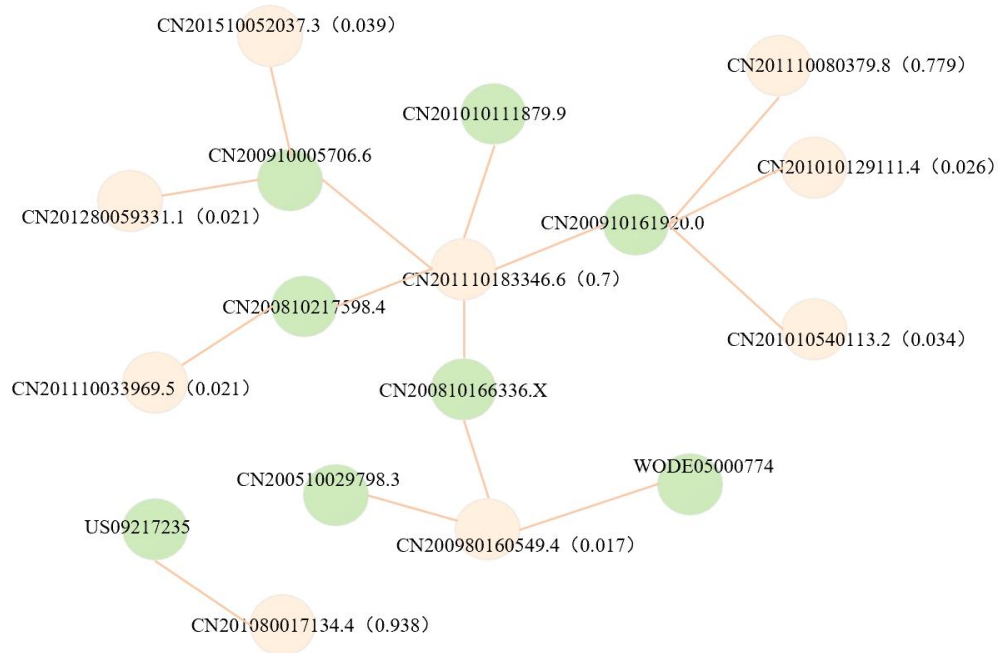 CN201510052037.3（0.039）
CN201110080379.8（0.779）
CN201010111879.9
CN200910005706.6
CN201010129111.4（0.026）
CN201280059331.1（0.021）
CN200910161920.0
CN201110183346.6（0.7）
CN200810217598.4
CN201010540113.2（0.034）
CN201110033969.5（0.021）
CN200810166336.X
WODE05000774
CN200510029798.3
US09217235
CN200980160549.4（0.017）
CN201080017134.4（0.938）